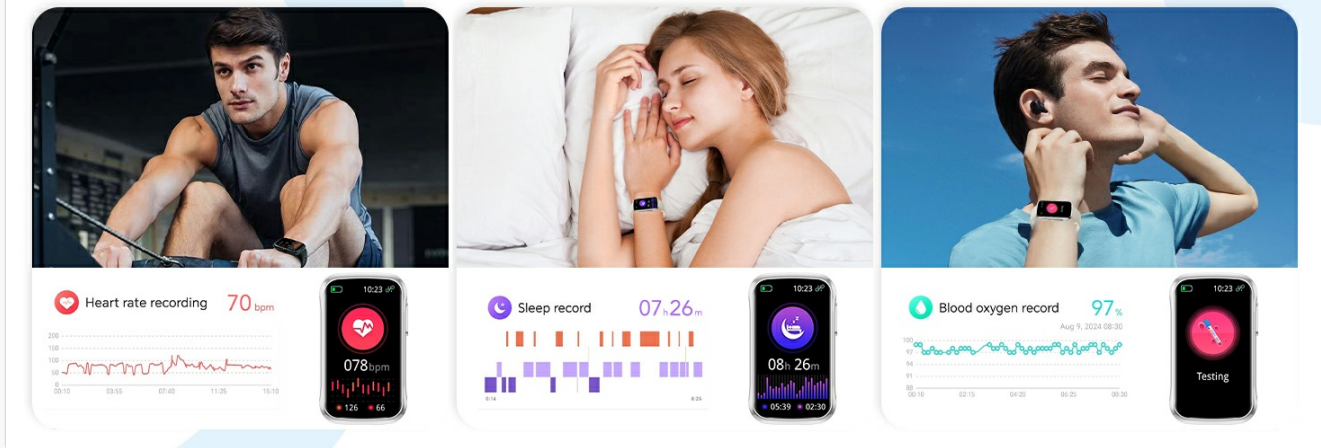 Heart rate recording 70 bpm
200
150
100
50
0
00:10 03:55 07:40 11:25 15:10
10:23
078bpm
126 66
Sleep record 07h26m
0:14 8:25
10:23
08h 26m
05:39 02:30
Blood oxygen record 97%
Aug 9, 2024 08:30
100
97
94
91
88
00:10 02:15 04:20 06:25 08:30
10:23
Testing